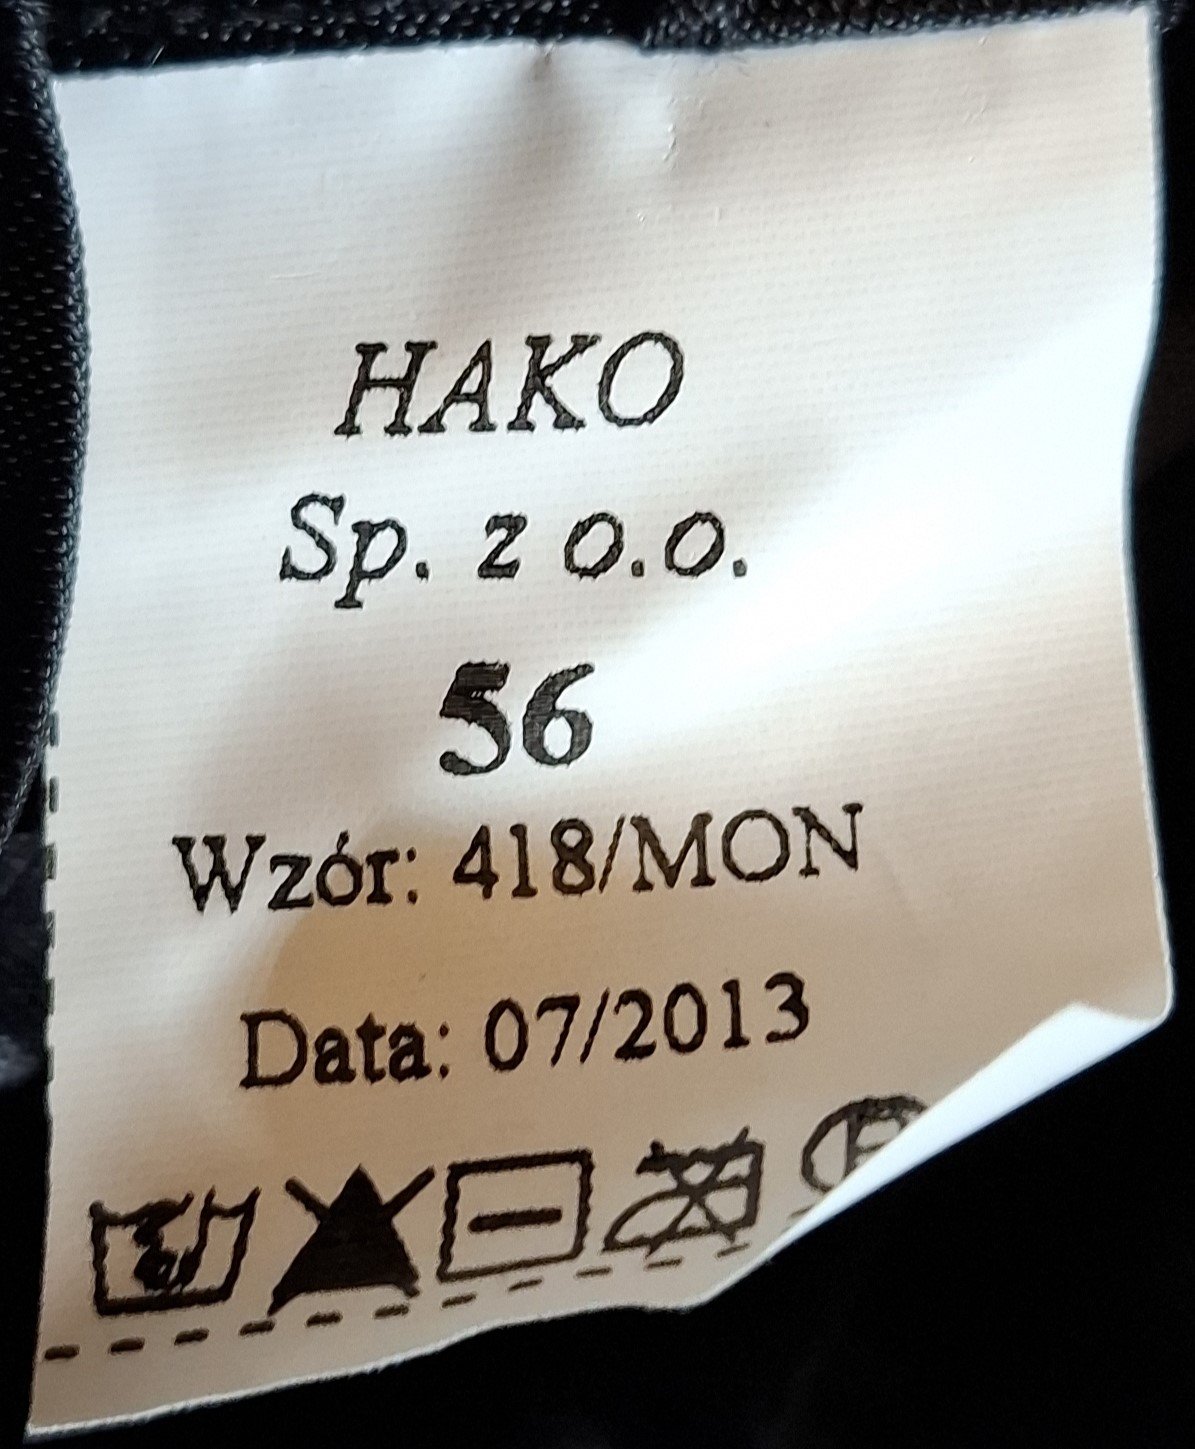 HAKO
Sp. z o.o.
56
Wzór: 418/MON
Data: 07/2013
P